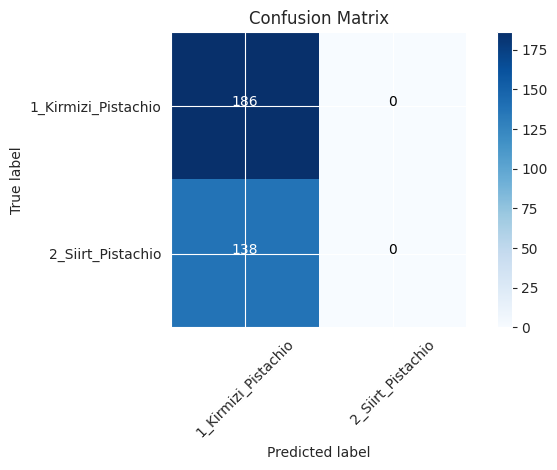 Confusion Matrix
True label
1_Kirmizi_Pistachio
186
0
2_Siirt_Pistachio
138
0
1_Kirmizi_Pistachio
2_Siirt_Pistachio
Predicted label
175
150
125
100
75
50
25
0